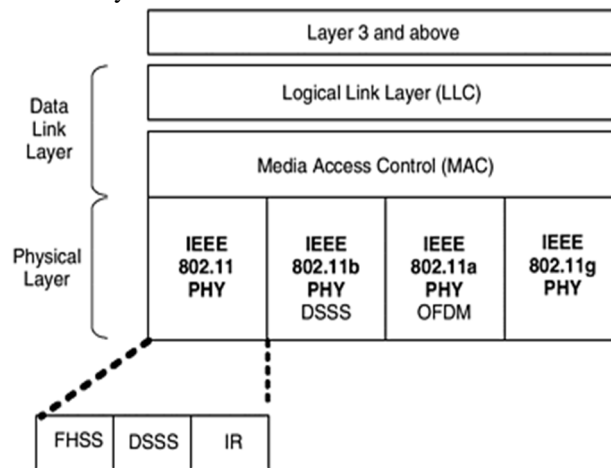 Layer 3 and above
Data
Link
Layer
Logical Link Layer (LLC)
Media Access Control (MAC)
Physical
Layer
IEEE
802.11
PHY
IEEE
802.11b
PHY
DSSS
IEEE
802.11a
PHY
OFDM
IEEE
802.11g
PHY
FHSS
DSSS
IR